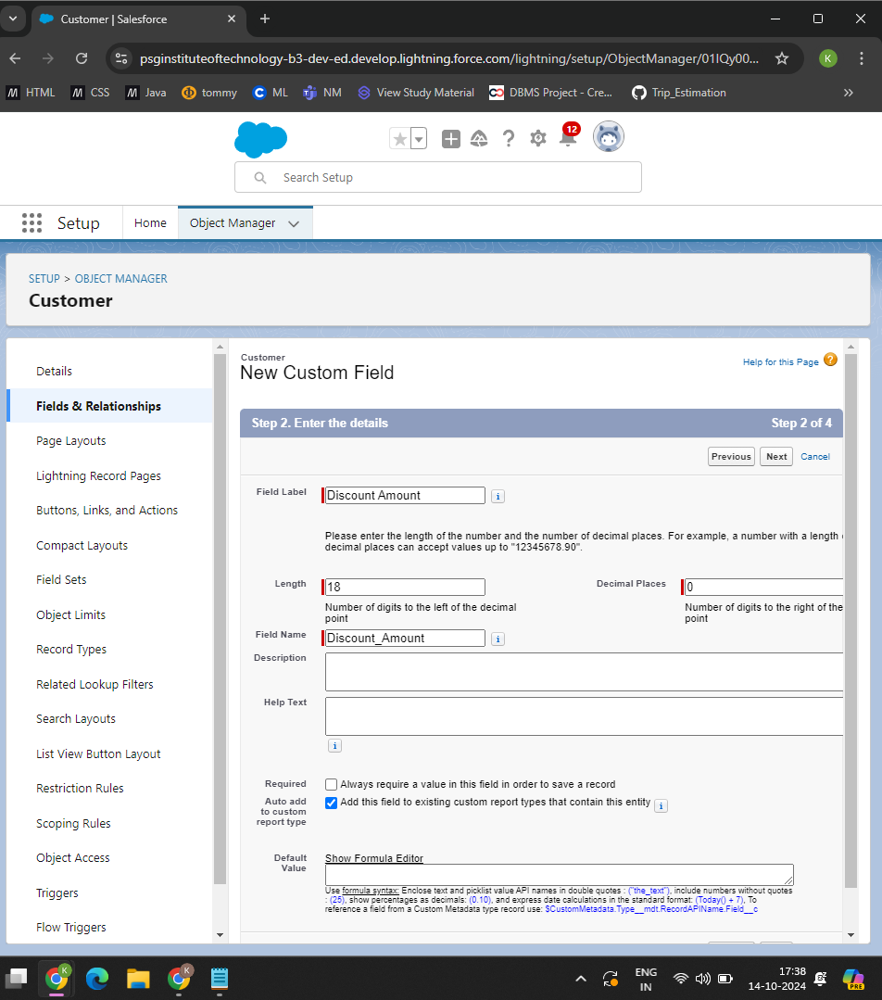 Customer | Salesforce
psginstituteoftechnology-b3-dev-ed.develop.lightning.force.com/lightning/setup/ObjectManager/01IQy00...
K
HTML
CSS
Java
tommy
ML
NM
View Study Material
DBMS Project - Cre...
Trip_Estimation
12
Search Setup
Setup
Home
Object Manager
SETUP > OBJECT MANAGER
Customer
Details
Fields & Relationships
Page Layouts
Lightning Record Pages
Buttons, Links, and Actions
Compact Layouts
Field Sets
Object Limits
Record Types
Related Lookup Filters
Search Layouts
List View Button Layout
Restriction Rules
Scoping Rules
Object Access
Triggers
Flow Triggers
Customer
New Custom Field
Help for this Page
Step 2. Enter the details Step 2 of 4
Previous Next Cancel
Field Label Discount Amount
Please enter the length of the number and the number of decimal places. For example, a number with a length
decimal places can accept values up to "12345678.90".
Length 18 Decimal Places 0
Number of digits to the left of the decimal
point
Number of digits to the right of the
point
Field Name Discount_Amount
Description
Help Text
Required Always require a value in this field in order to save a record
Auto add
to custom
report type
Add this field to existing custom report types that contain this entity
Default
Value
Show Formula Editor
Use formula syntax: Enclose text and picklist value API names in double quotes : ("the_text"), include numbers without quotes
: (25), show percentages as decimals: (0.10), and express date calculations in the standard format: (Today() + 7), To
reference a field from a Custom Metadata type record use: $CustomMetadata.Type__mdt.RecordAPIName.Field__c
K
K
ENG
IN
17:38
14-10-2024
PRE